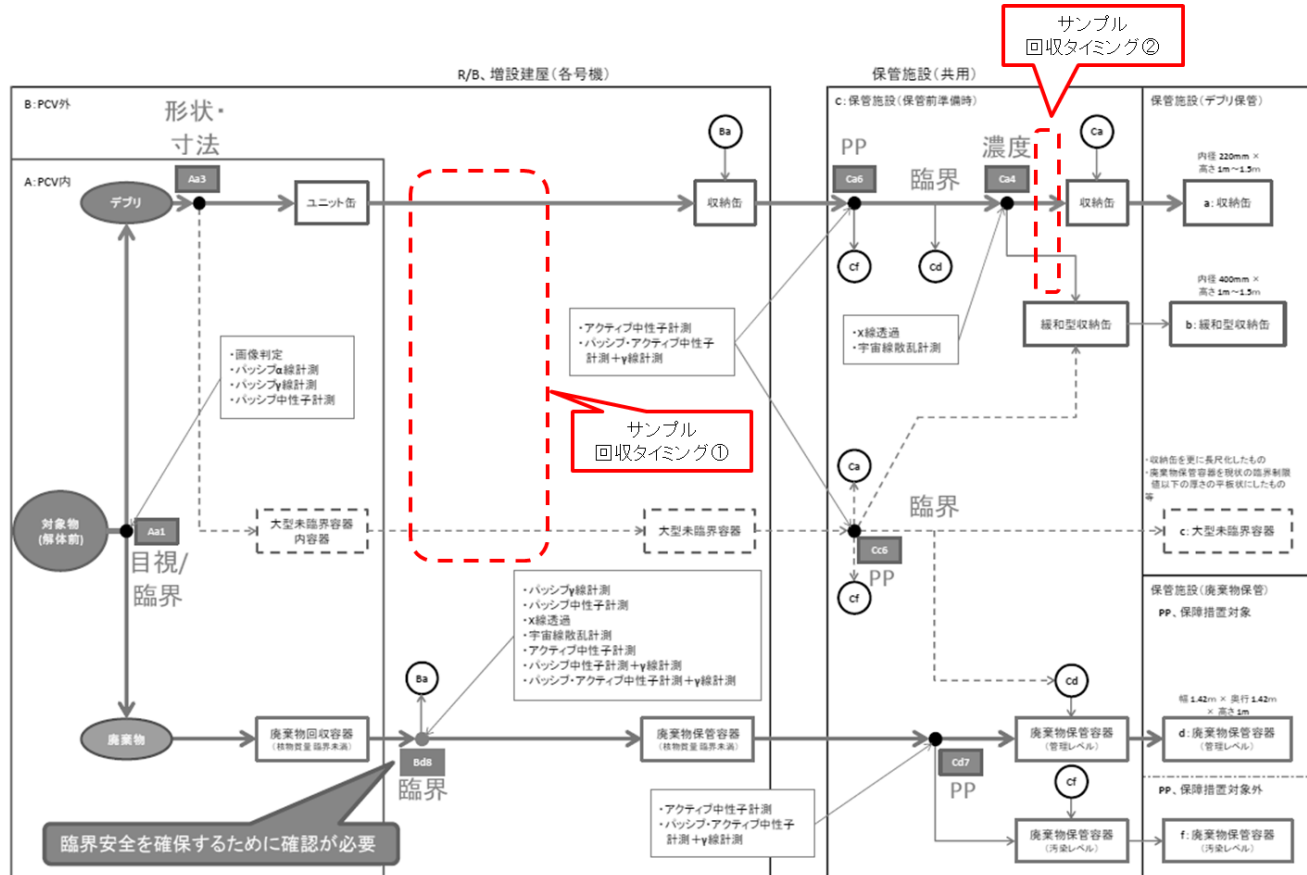 サンプル
回収タイミング②
R/B、増設建屋(各号機)
保管施設(共用)
B:PCV外
形状・
寸法
A:PCV内
Aa3
デブリ
ユニット缶
Ba
収納缶
C:保管施設(保管前準備時)
PP
Ca6
臨界
濃度
Ca4
Ca
収納缶
Cf
Cd
保管施設(デブリ保管)
内径 220mm ×
高さ 1m~1.5m
a:収納缶
内径 400mm ×
高さ 1m~1.5m
緩和型収納缶
b:緩和型収納缶
・アクティブ中性子計測
・パッシブ・アクティブ中性子
計測+γ線計測
・X線透過
・宇宙線散乱計測
・画像判定
・パッシブα線計測
・パッシブγ線計測
・パッシブ中性子計測
サンプル
回収タイミング①
対象物
(解体前)
Aa1
目視/
臨界
大型未臨界容器
内容器
大型未臨界容器
Ca
臨界
Cc6
PP
Cf
・収納缶を更に長尺化したもの
・廃棄物保管容器を現状の臨界制限
値以下の厚さの平板状にしたもの
等
c:大型未臨界容器
・パッシブγ線計測
・パッシブ中性子計測
・X線透過
・宇宙線散乱計測
・アクティブ中性子計測
・パッシブ中性子計測+γ線計測
・パッシブ・アクティブ中性子計測+γ線計測
保管施設(廃棄物保管)
PP、保障措置対象
Ba
Cd
幅 1.42m × 奥行 1.42m
× 高さ 1m
廃棄物
廃棄物回収容器
(核物質量 臨界未満)
Bd8
臨界
廃棄物保管容器
(核物質量 臨界未満)
Cd7
PP
廃棄物保管容器
(管理レベル)
d:廃棄物保管容器
(管理レベル)
Cf
PP、保障措置対象外
・アクティブ中性子計測
・パッシブ・アクティブ中性子
計測+γ線計測
廃棄物保管容器
(汚染レベル)
f:廃棄物保管容器
(汚染レベル)
臨界安全を確保するために確認が必要